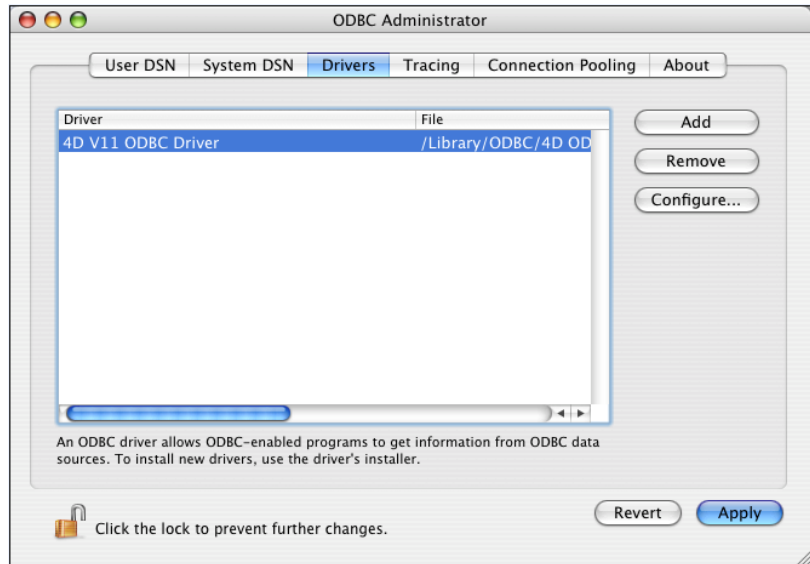 ODBC Administrator
User DSN System DSN Drivers Tracing Connection Pooling About
Driver File
4D V11 ODBC Driver /Library/ODBC/4D OD
Add
Remove
Configure...
An ODBC driver allows ODBC-enabled programs to get information from ODBC data
sources. To install new drivers, use the driver's installer.
Click the lock to prevent further changes.
Revert Apply